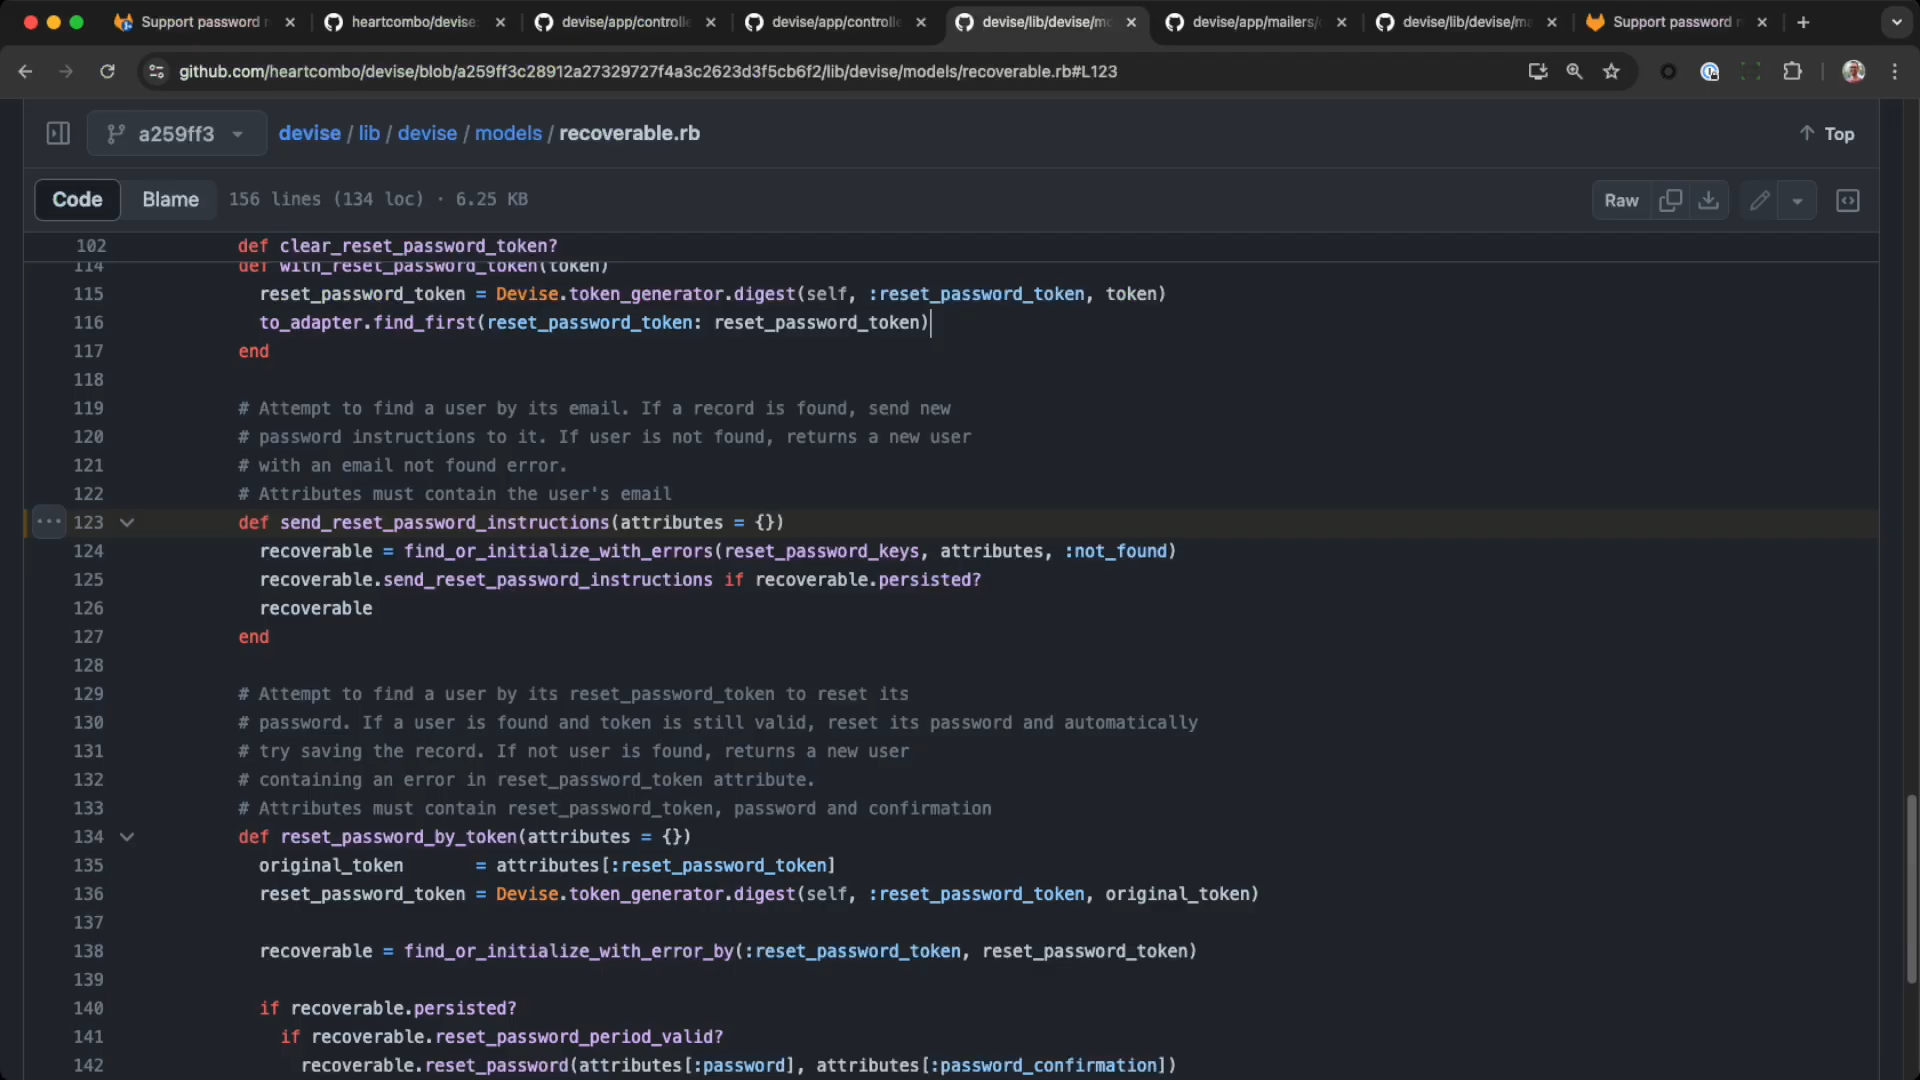 Support password r
heartcombo/devise:
devise/app/controlle
devise/app/controlle
devise/lib/devise/mo
devise/app/mailers/
devise/lib/devise/ma
Support password r
github.com/heartcombo/devise/blob/a259ff3c28912a27329727f4a3c2623d3f5cb6f2/lib/devise/models/recoverable.rb#L123
a259ff3
devise / lib / devise / models / recoverable.rb
Top
Code
Blame
156 lines (134 loc) · 6.25 KB
Raw
102 def clear_reset_password_token?
114 def with_reset_password_token(token)
115 reset_password_token = Devise.token_generator.digest(self, :reset_password_token, token)
116 to_adapter.find_first(reset_password_token: reset_password_token)
117 end
118
119 # Attempt to find a user by its email. If a record is found, send new
120 # password instructions to it. If user is not found, returns a new user
121 # with an email not found error.
122 # Attributes must contain the user's email
123 def send_reset_password_instructions(attributes = {})
124 recoverable = find_or_initialize_with_errors(reset_password_keys, attributes, :not_found)
125 recoverable.send_reset_password_instructions if recoverable.persisted?
126 recoverable
127 end
128
129 # Attempt to find a user by its reset_password_token to reset its
130 # password. If a user is found and token is still valid, reset its password and automatically
131 # try saving the record. If not user is found, returns a new user
132 # containing an error in reset_password_token attribute.
133 # Attributes must contain reset_password_token, password and confirmation
134 def reset_password_by_token(attributes = {})
135 original_token = attributes[:reset_password_token]
136 reset_password_token = Devise.token_generator.digest(self, :reset_password_token, original_token)
137
138 recoverable = find_or_initialize_with_error_by(:reset_password_token, reset_password_token)
139
140 if recoverable.persisted?
141 if recoverable.reset_password_period_valid?
142 recoverable.reset_password(attributes[:password], attributes[:password_confirmation])